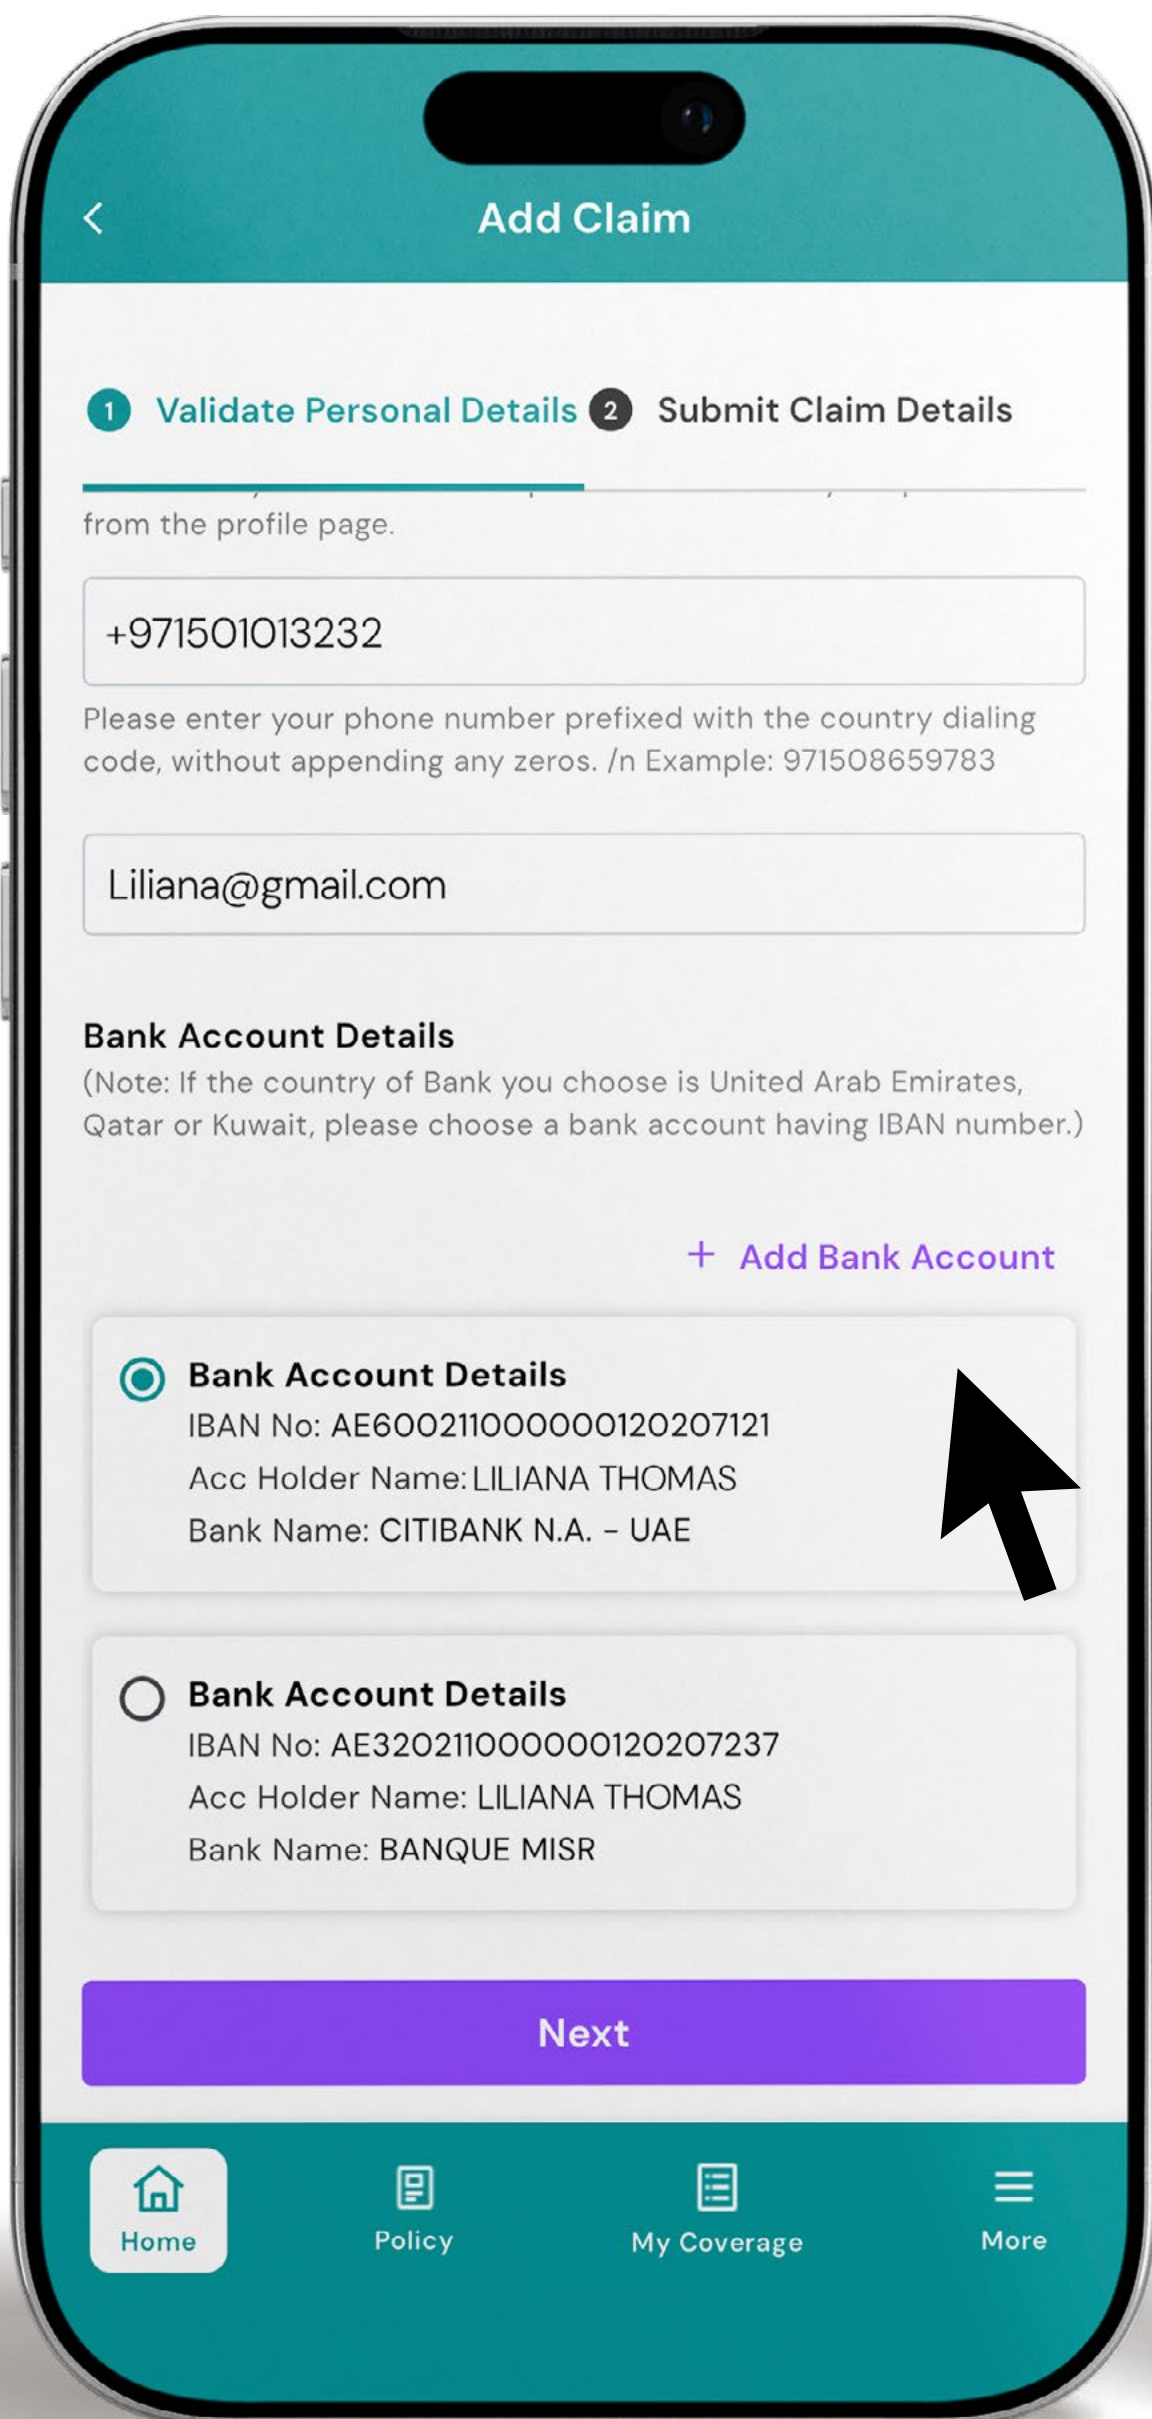 Add Claim
1 Validate Personal Details 2 Submit Claim Details
from the profile page.
+971501013232
Please enter your phone number prefixed with the country dialing
code, without appending any zeros. /n Example: 971508659783
Liliana@gmail.com
Bank Account Details
(Note: If the country of Bank you choose is United Arab Emirates,
Qatar or Kuwait, please choose a bank account having IBAN number.)
+ Add Bank Account
Bank Account Details
IBAN No: AE600211000000120207121
Acc Holder Name: LILIANA THOMAS
Bank Name: CITIBANK N.A. – UAE
Bank Account Details
IBAN No: AE320211000000120207237
Acc Holder Name: LILIANA THOMAS
Bank Name: BANQUE MISR
Next
Home Policy My Coverage More